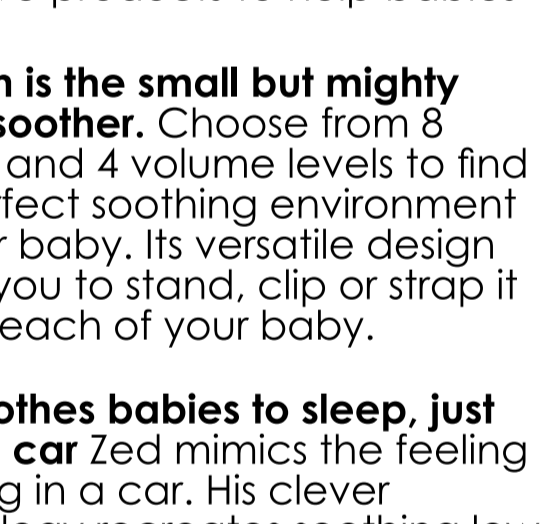 is the small but mighty
soother. Choose from 8
and 4 volume levels to find
soothing environment
baby. Its versatile design
you to stand, clip or strap it
each of your baby.
babies to sleep, just
car Zed mimics the feeling
in a car. His clever